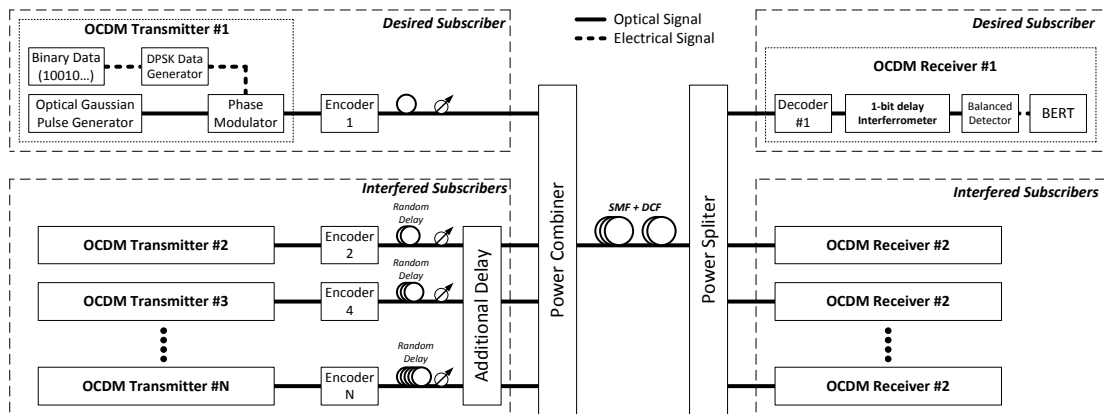 Desired Subscriber
OCDM Transmitter #1
Binary Data
(10010...)
DPSK Data
Generator
Optical Gaussian
Pulse Generator
Phase
Modulator
Encoder
1
Optical Signal
Electrical Signal
Desired Subscriber
OCDM Receiver #1
Decoder
#1
1-bit delay
Interferrometer
Balanced
Detector
BERT
Interfered Subscribers
OCDM Transmitter #2
Encoder
2
Random
Delay
OCDM Transmitter #3
Encoder
4
Random
Delay
OCDM Transmitter #N
Encoder
N
Random
Delay
Additional Delay
Power Combiner
SMF + DCF
Power Spliter
Interfered Subscribers
OCDM Receiver #2
OCDM Receiver #2
OCDM Receiver #2